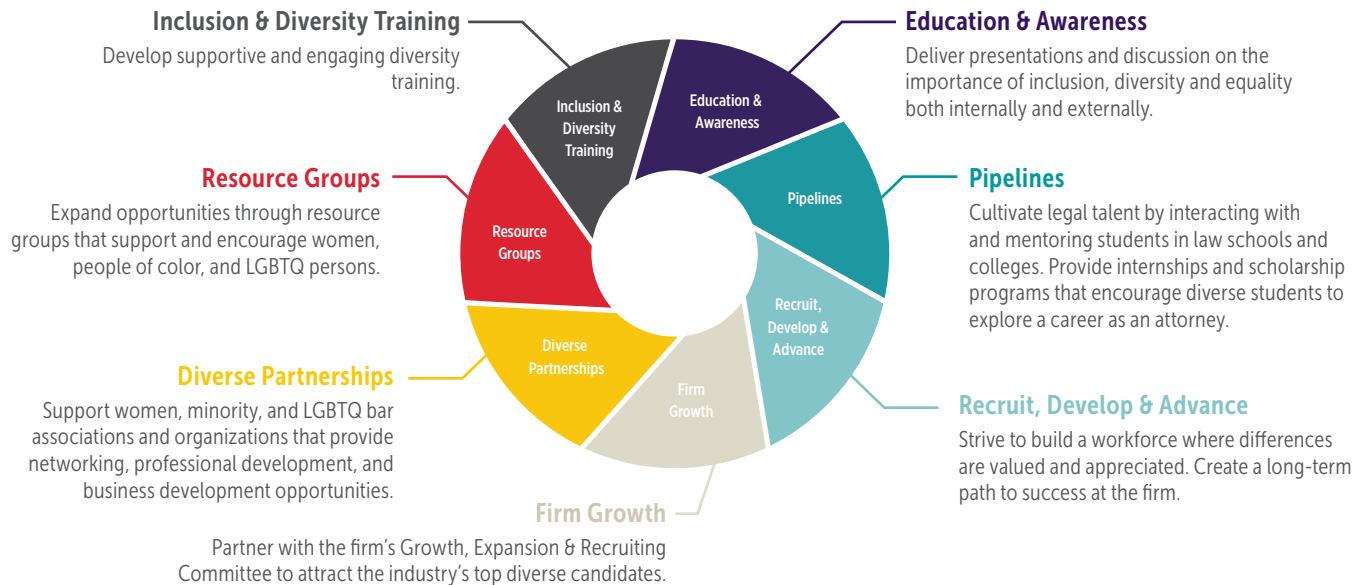 Inclusion & Diversity Training
Develop supportive and engaging diversity
training.
Education & Awareness
Deliver presentations and discussion on the
importance of inclusion, diversity and equality
both internally and externally.
Resource Groups
Expand opportunities through resource
groups that support and encourage women,
people of color, and LGBTQ persons.
Pipelines
Cultivate legal talent by interacting with
and mentoring students in law schools and
colleges. Provide internships and scholarship
programs that encourage diverse students to
explore a career as an attorney.
Diverse Partnerships
Support women, minority, and LGBTQ bar
associations and organizations that provide
networking, professional development, and
business development opportunities.
Recruit, Develop & Advance
Strive to build a workforce where differences
are valued and appreciated. Create a long-term
path to success at the firm.
Firm Growth
Partner with the firm's Growth, Expansion & Recruiting
Committee to attract the industry's top diverse candidates.
Inclusion &
Diversity
Training
Education &
Awareness
Pipelines
Recruit,
Develop &
Advance
Firm
Growth
Diverse
Partnerships
Resource
Groups